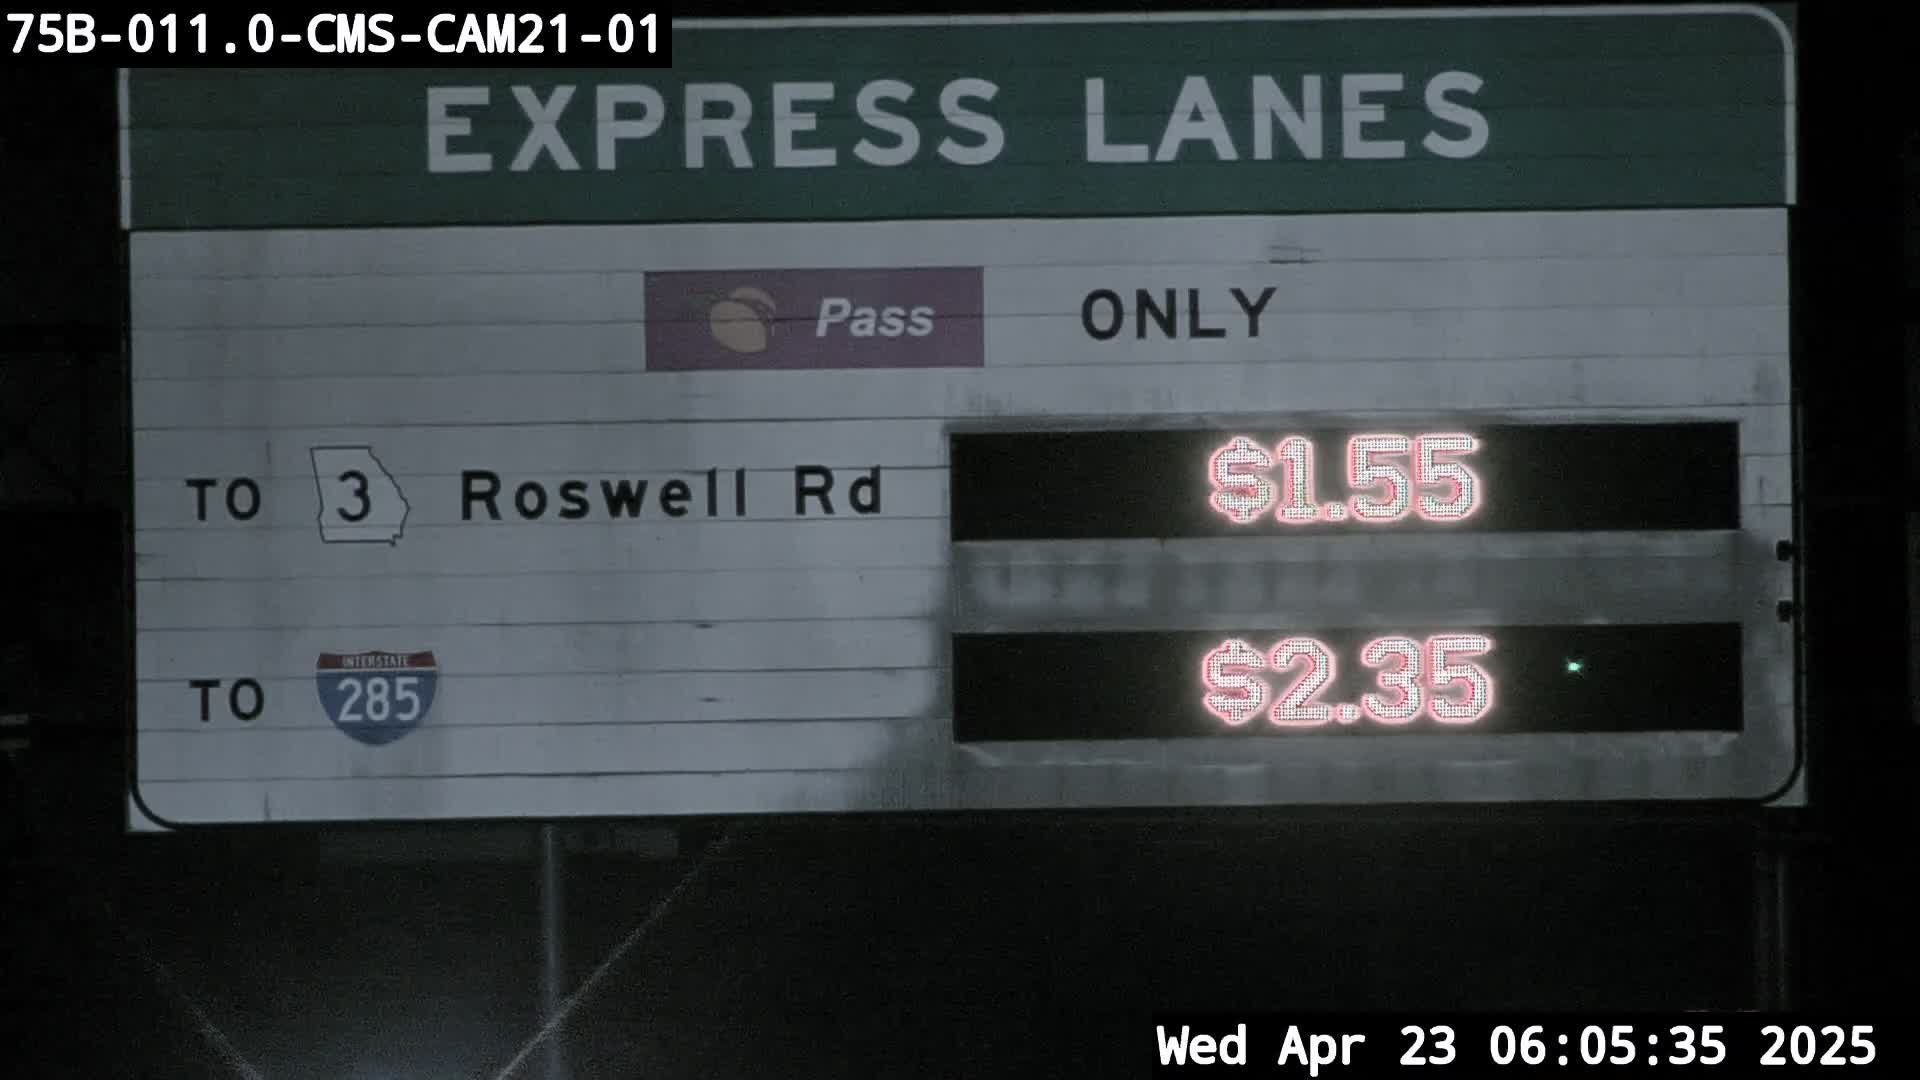 75B-011.0-CMS-CAM21-01
EXPRESS LANES
Pass ONLY
TO 3 Roswell Rd $1.55
INTERSTATE
TO 285 $2.35
Wed Apr 23 06:05:35 2025